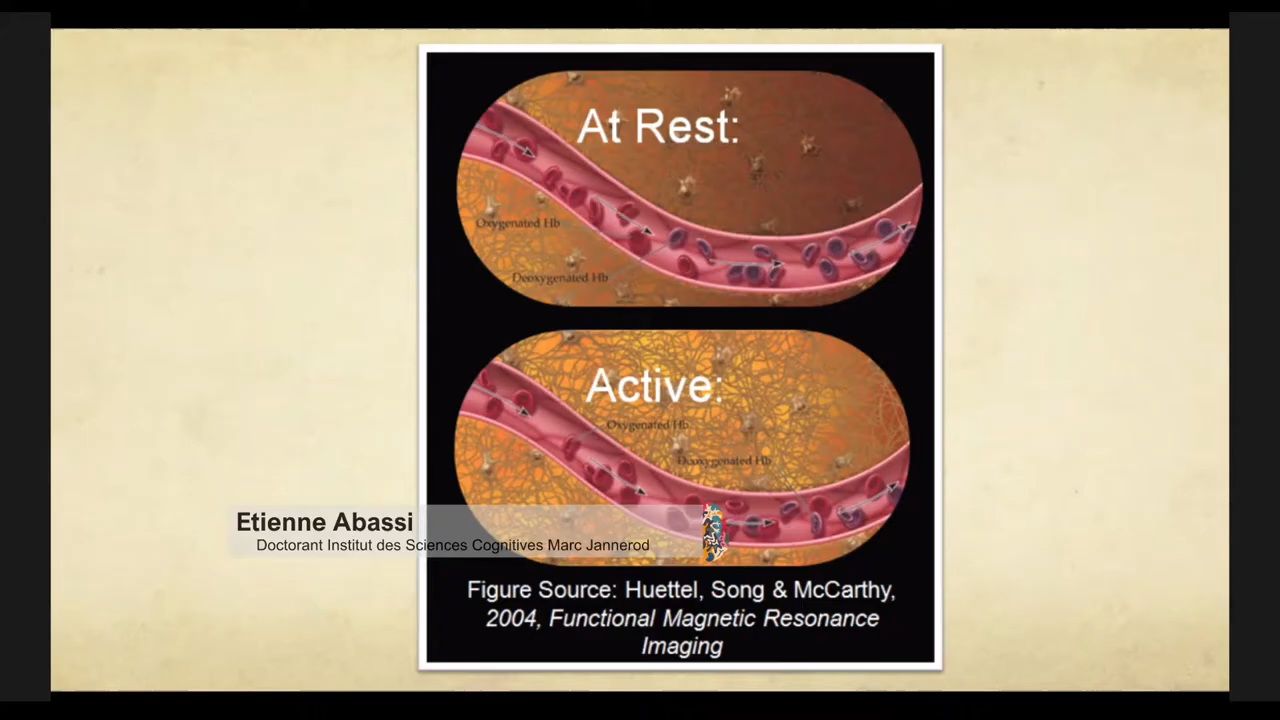 At Rest:
Oxygenated Hb
Deoxygenated Hb
Active:
Oxygenated Hb
Deoxygenated Hb
Etienne Abassi
Doctorant Institut des Sciences Cognitives Marc Jannerod
Figure Source: Huettel, Song & McCarthy,
2004, Functional Magnetic Resonance
Imaging